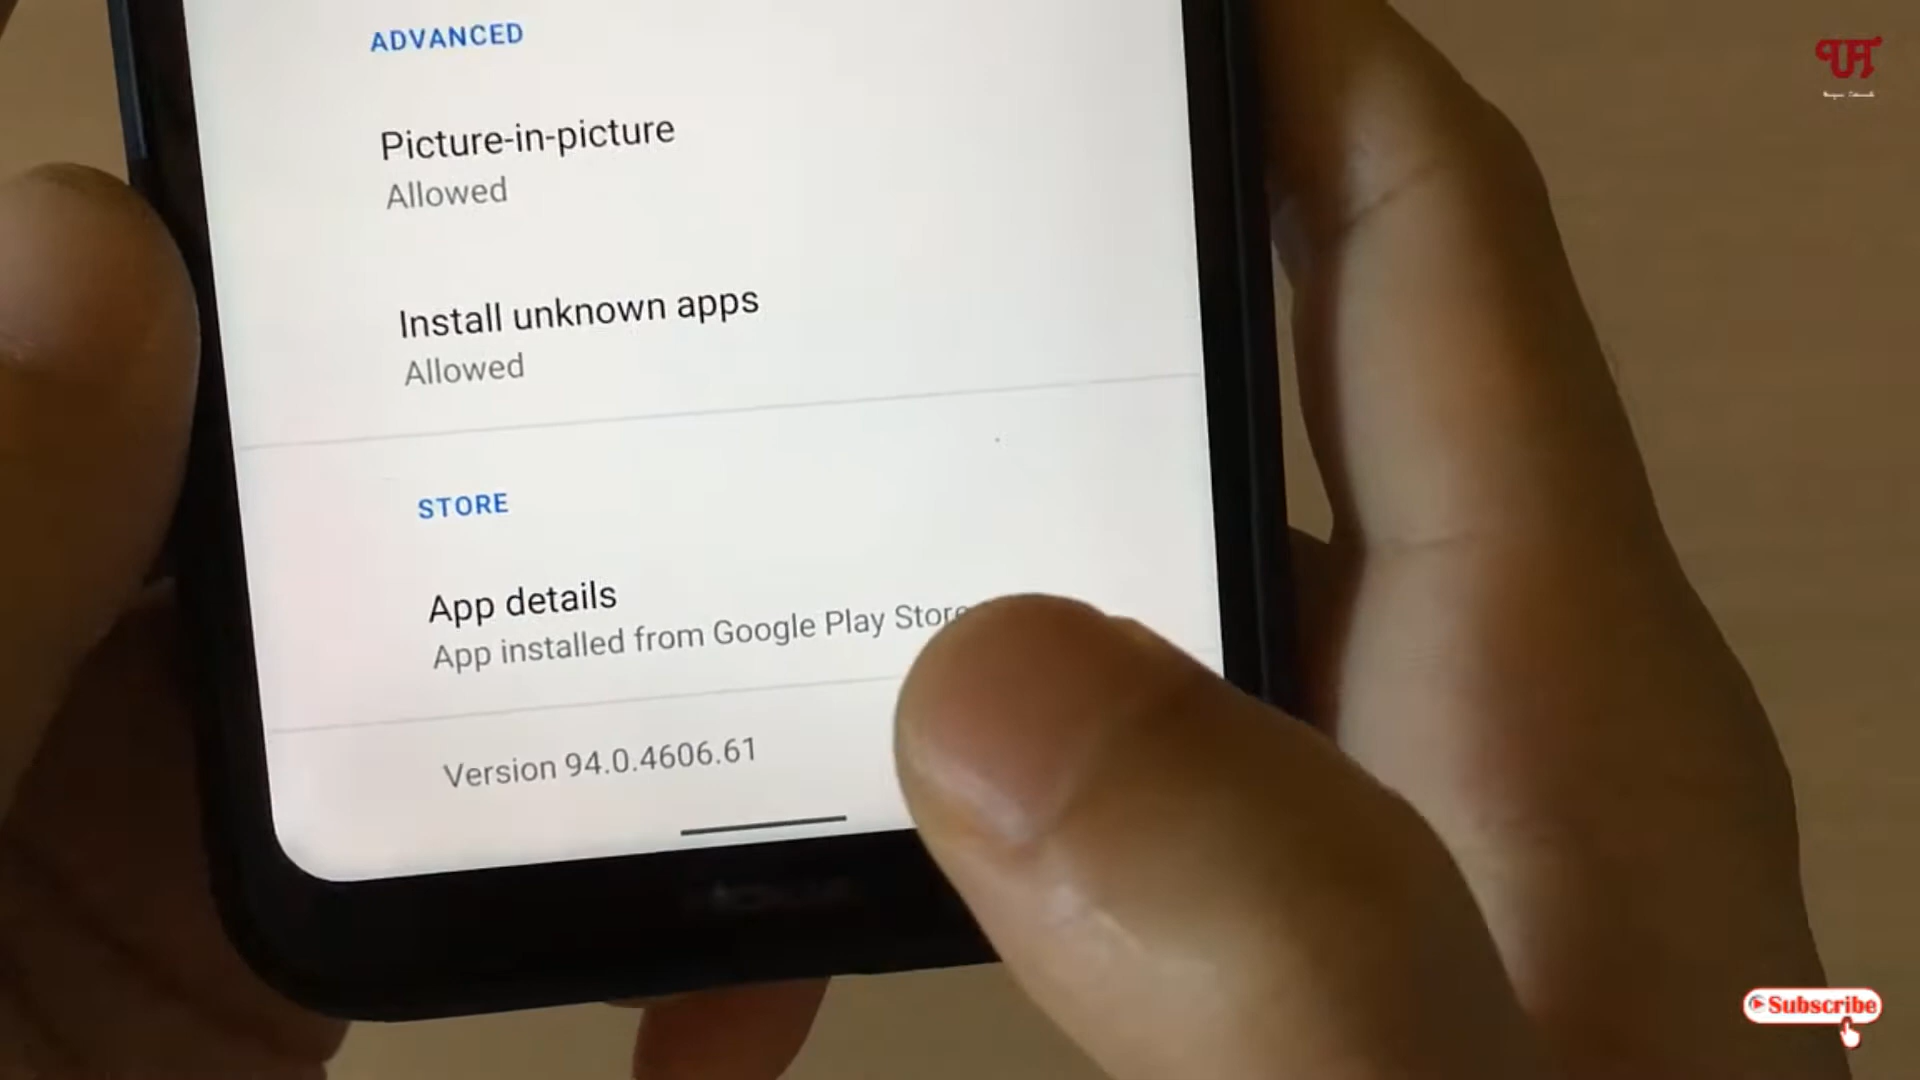 ADVANCED
Picture-in-picture
Allowed
Install unknown apps
Allowed
STORE
App details
App installed from Google Play Store
Version 94.0.4606.61
Subscribe